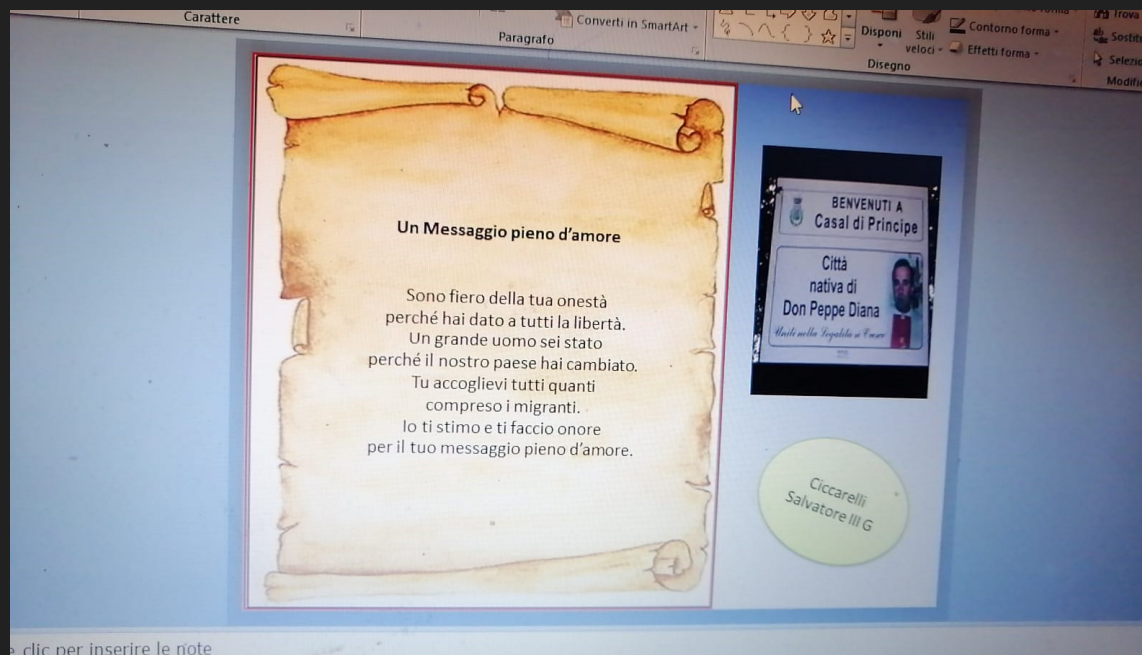 Carattere
Paragrafo
Converti in SmartArt
Disponi
Stili
veloci
Contorno forma
Effetti forma
Disegno
Trova
Un Messaggio pieno d'amore
Sono fiero della tua onestà
perché hai dato a tutti la libertà.
Un grande uomo sei stato
perché il nostro paese hai cambiato.
Tu accoglievi tutti quanti
compreso i migranti.
Io ti stimo e ti faccio onore
per il tuo messaggio pieno d'amore.
BENVENUTI A
Casal di Principe
Città
nativa di
Don Peppe Diana
Ciccarelli
Salvatore III G
clic per inserire le note